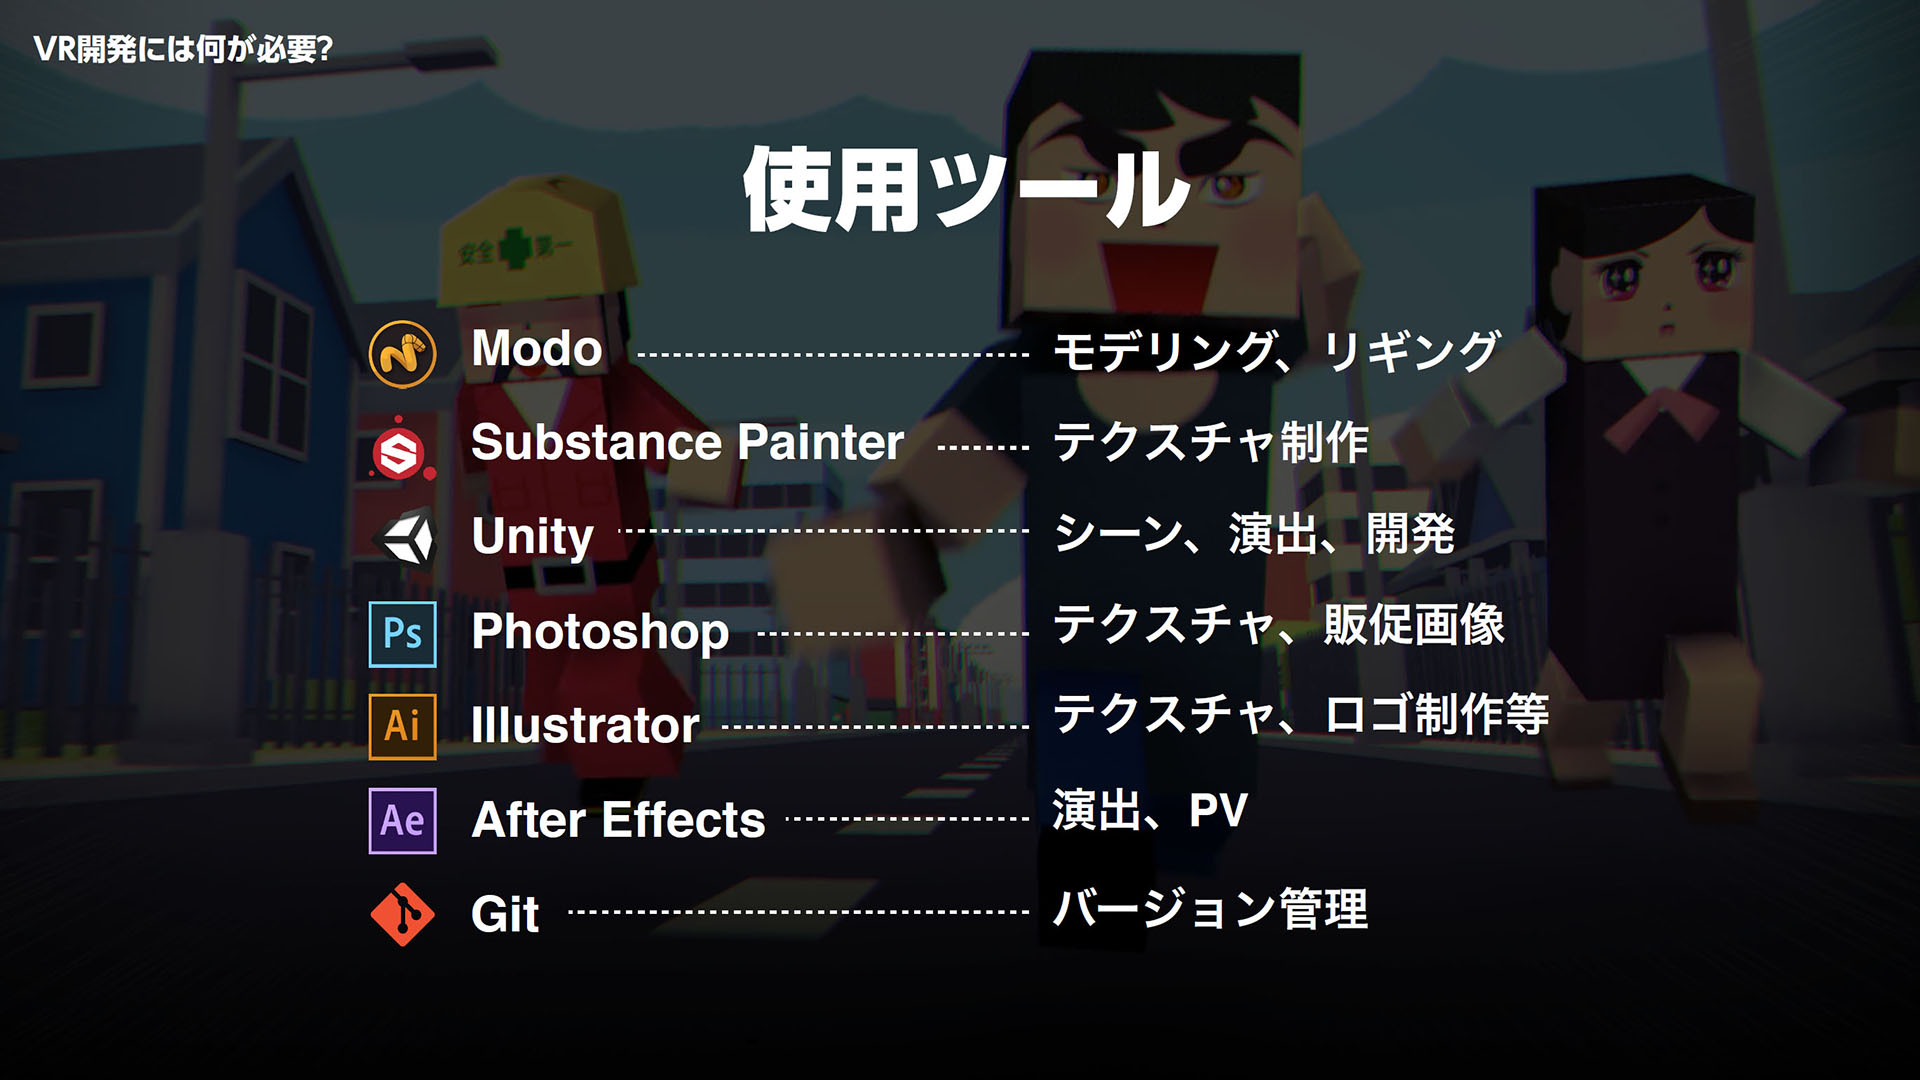 VR開発には何が必要?
使用ツール
安全 第一
Modo モデリング、リギング
Substance Painter テクスチャ制作
Unity シーン、演出、開発
Ps Photoshop テクスチャ、販促画像
Ai Illustrator テクスチャ、ロゴ制作等
Ae After Effects 演出、PV
Git バージョン管理